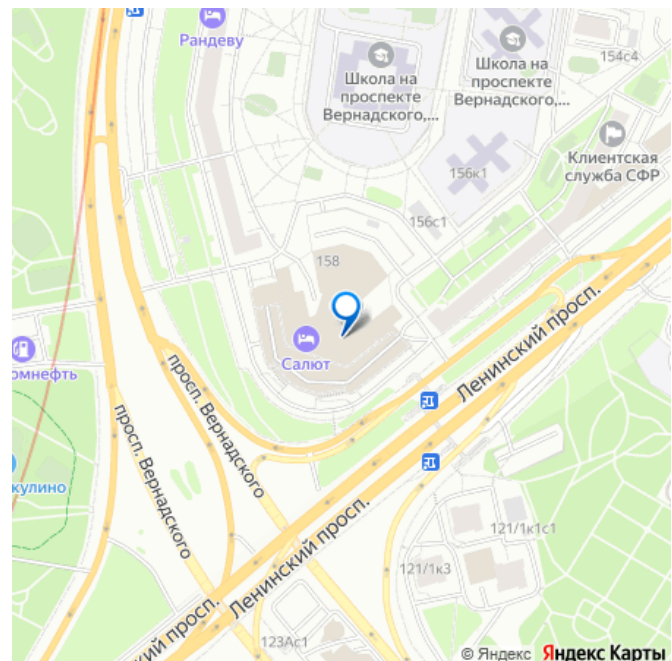 Рандеву
Школа на
проспекте
Вернадского,...
Школа на
проспекте
Вернадского,...
154с4
Клиентская
служба СФР
156к1
156с1
158
Салют
омнефть
кулино
просп. Вернадского
просп. Вернадского
Ленинский просп.
Ленинский просп.
кий просп.
121/1к1с1
121/1к3
123Ас1
© Яндекс Яндекс Карты